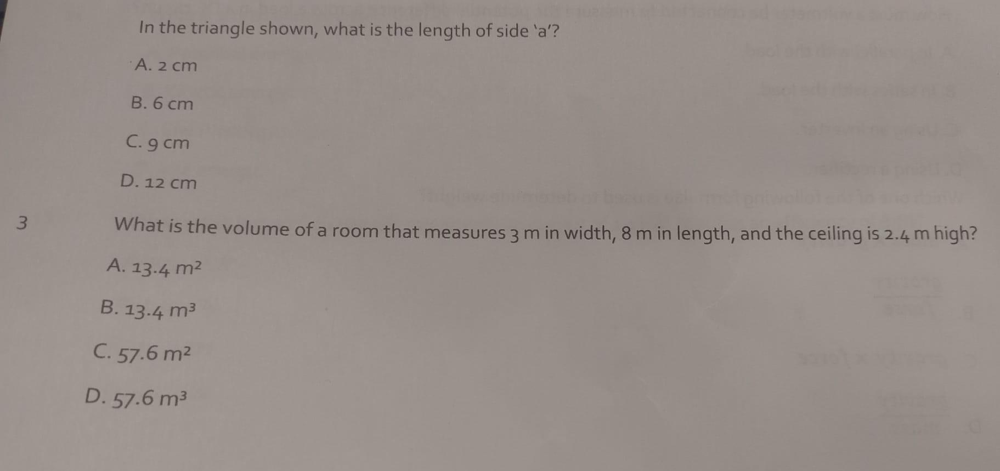 In the triangle shown, what is the length of side ‘a’?
A. 2 cm
B. 6 cm
C. 9 cm
D. 12 cm
3 What is the volume of a room that measures 3 m in width, 8 m in length, and the ceiling is 2.4 m high?
A. 13.4 m²
B. 13.4 m³
C. 57.6 m²
D. 57.6 m³